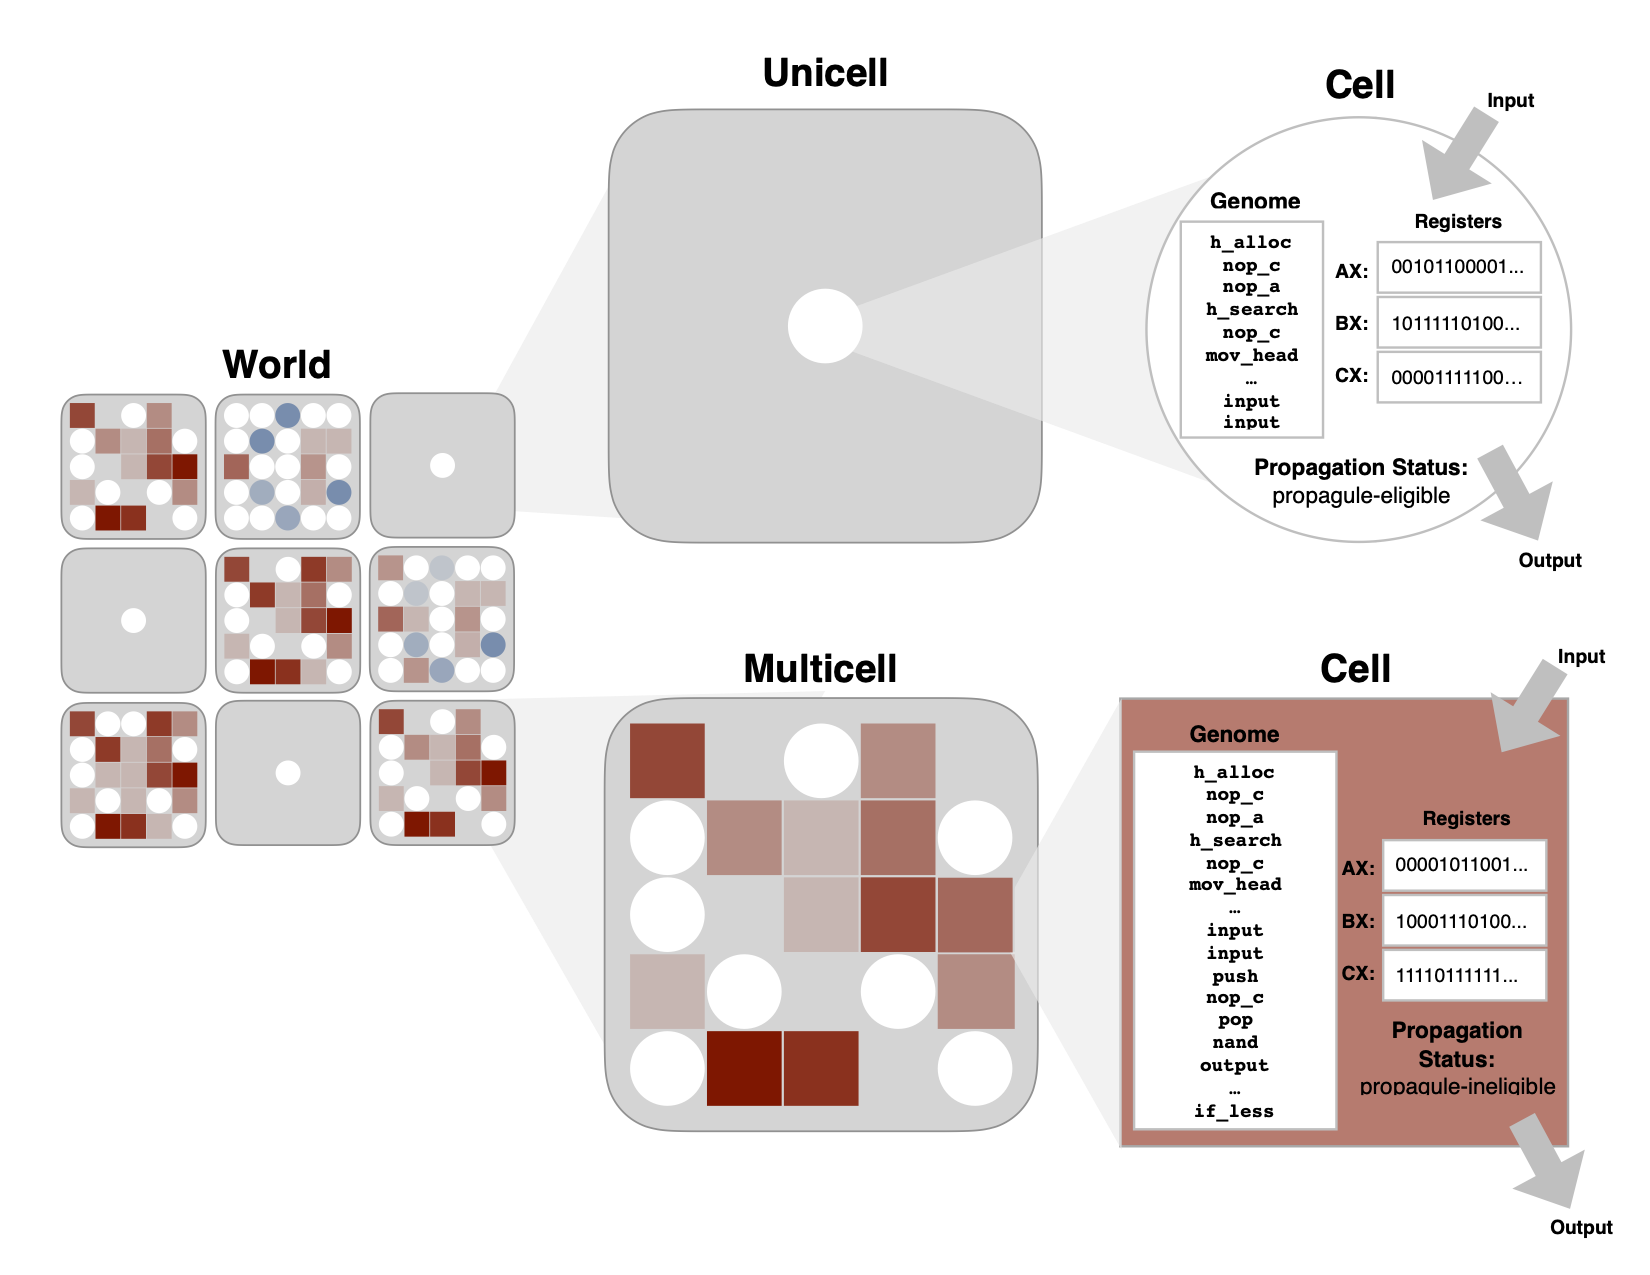 World
Unicell
Cell
Input
Genome
h_alloc
nop_c
nop_a
h_search
nop_c
mov_head
…
input
input
Registers
AX: 00101100001...
BX: 10111110100...
CX: 00001111100…
Propagation Status:
propagule-eligible
Output
Multicell
Cell
Input
Genome
h_alloc
nop_c
nop_a
h_search
nop_c
mov_head
…
input
input
push
nop_c
pop
nand
output
…
if_less
Registers
AX: 00001011001...
BX: 10001110100...
CX: 11110111111...
Propagation
Status:
propagule-ineligible
Output